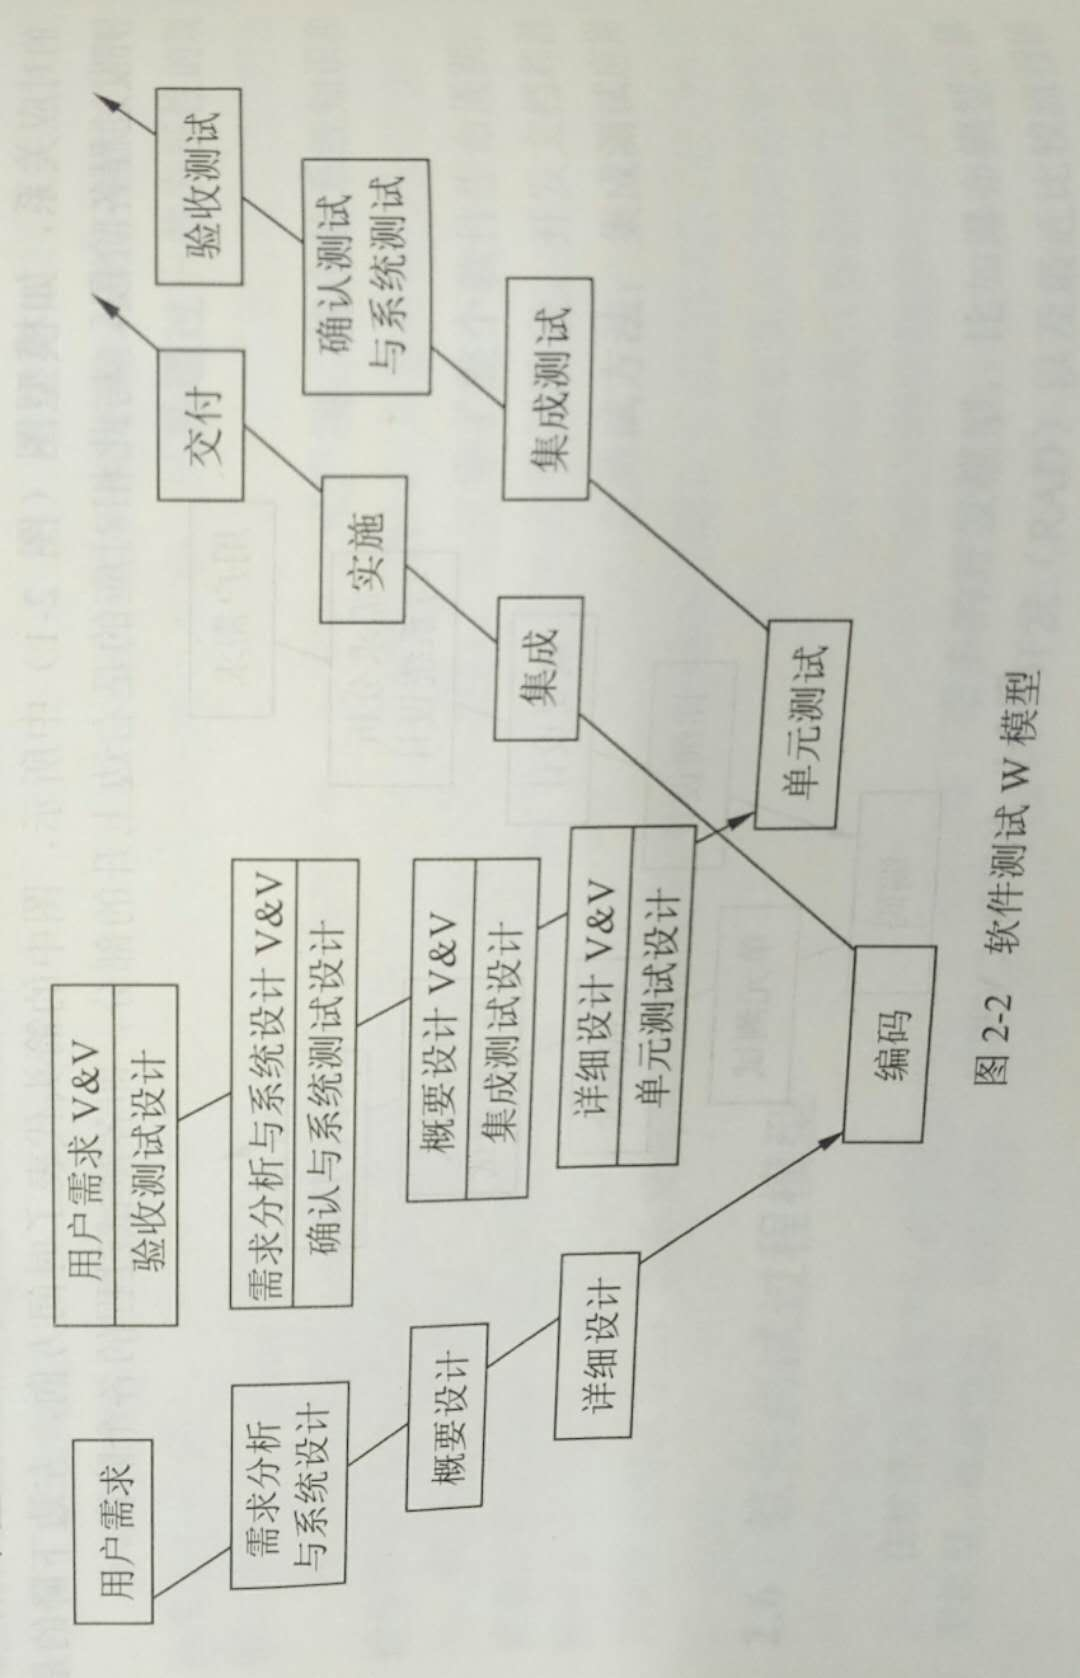 用户需求
用户需求 V&V
验收测试设计
交付
验收测试
需求分析
与系统设计
需求分析与系统设计 V&V
确认与系统测试设计
实施
确认测试
与系统测试
概要设计
概要设计 V&V
集成测试设计
集成
集成测试
详细设计
详细设计 V&V
单元测试设计
单元测试
编码
图 2-2 软件测试 W 模型